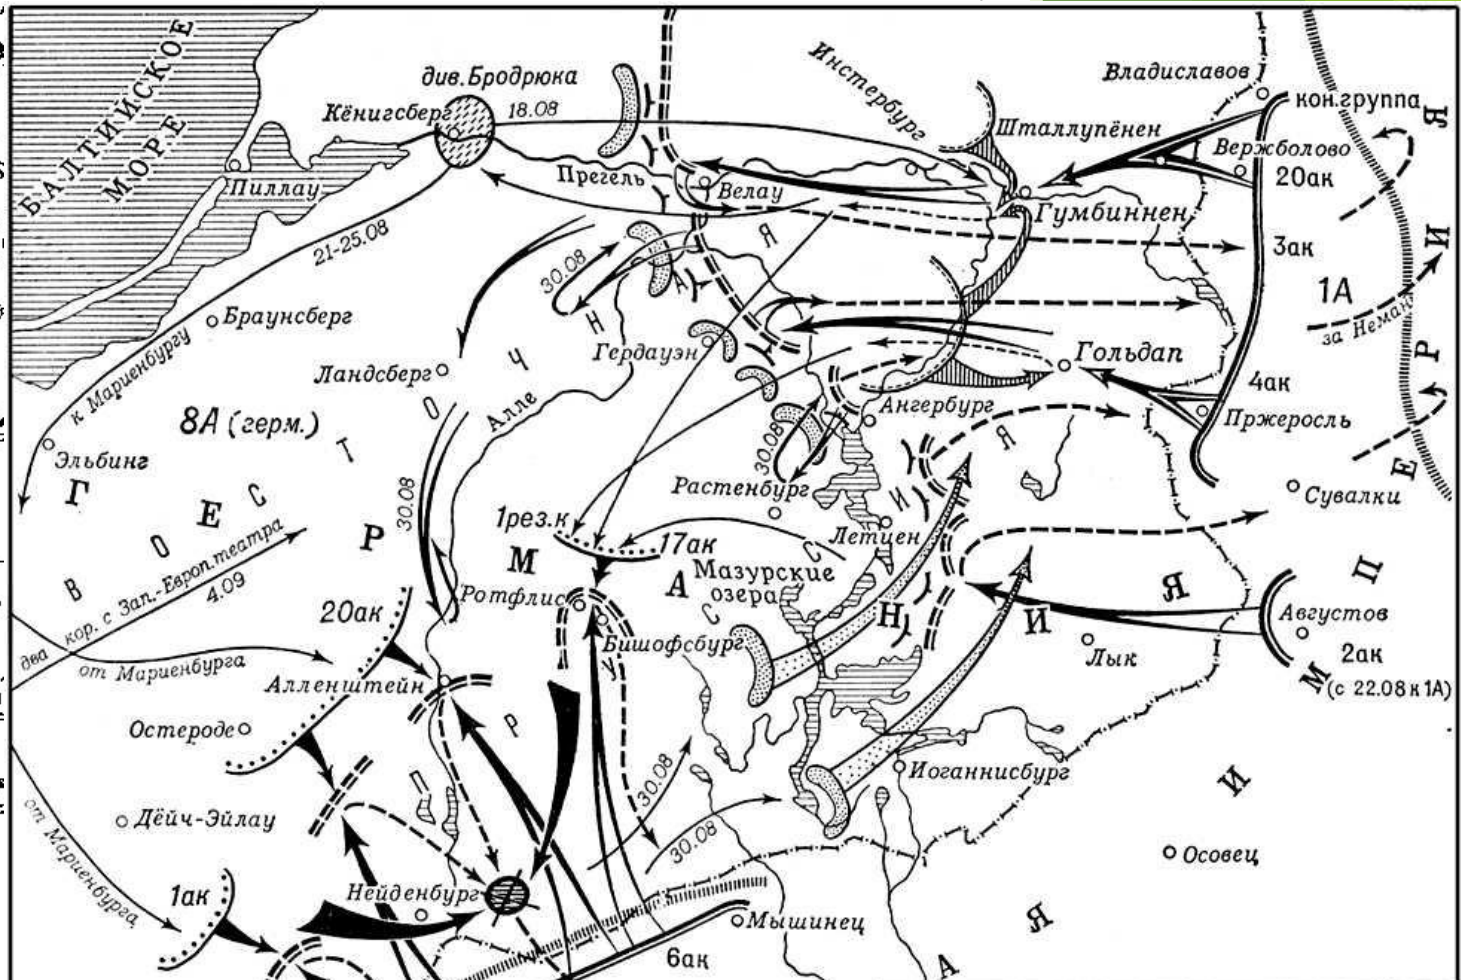 БАЛТИЙСКОЕ
МОРЕ
див. Бродрюка
Кёнигсберг
18.08
Инстербург
Владиславов
кон.группа
Шталлупёнен
Вержболово
20ак
Пиллау
Прегель
Велау
Гумбиннен
3ак
21-25.08
30.08
1А
за Неман
Браунсберг
к Мариенбургу
Гердауэн
Гольдап
Ландсберг
4ак
Алле
8А (герм.)
Ангербург
Пржеросль
Эльбинг
30.08
30.08
Растенбург
Сувалки
1рез.к
17ак
Летцен
два кор. с Зап.-Европ.театра
4.09
Мазурские
озера
20ак
Ротфлис
Августов
от Мариенбурга
Бишофсбург
Лык
2ак
(с 22.08 к 1А)
Алленштейн
Остероде
30.08
Иоганнисбург
Дёйч-Эйлау
от Мариенбурга
30.08
Осовец
1ак
Нейденбург
Мышинец
6ак
ВОСТОЧНАЯ
ПРУССИЯ
ГЕРМАНИЯ
ИМПЕРИЯ